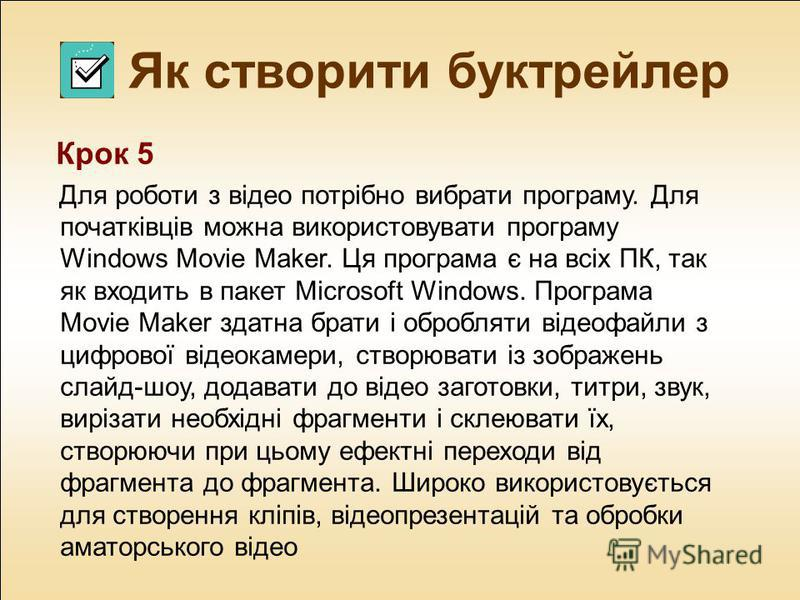 Як створити буктрейлер
Крок 5
Для роботи з відео потрібно вибрати програму. Для
початківців можна використовувати програму
Windows Movie Maker. Ця програма є на всіх ПК, так
як входить в пакет Microsoft Windows. Програма
Movie Maker здатна брати і обробляти відеофайли з
цифрової відеокамери, створювати із зображень
слайд-шоу, додавати до відео заготовки, титри, звук,
вирізати необхідні фрагменти і склеювати їх,
створюючи при цьому ефектні переходи від
фрагмента до фрагмента. Широко використовується
для створення кліпів, відеопрезентацій та обробки
аматорського відео
MyShared